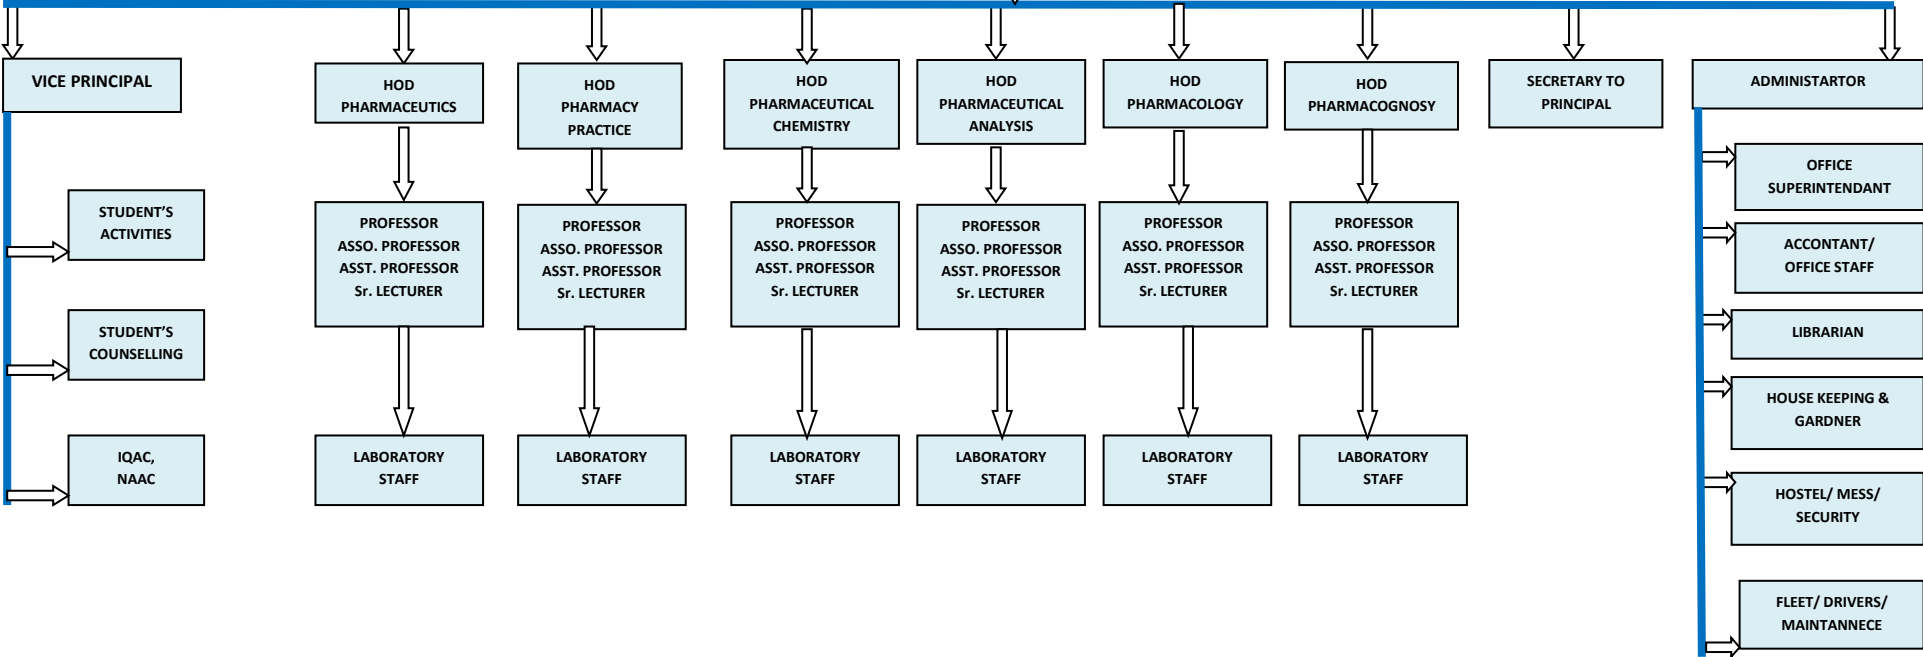 VICE PRINCIPAL
STUDENT’S
ACTIVITIES
STUDENT’S
COUNSELLING
IQAC,
NAAC
HOD
PHARMACEUTICS
PROFESSOR
ASSO. PROFESSOR
ASST. PROFESSOR
Sr. LECTURER
LABORATORY
STAFF
HOD
PHARMACY
PRACTICE
PROFESSOR
ASSO. PROFESSOR
ASST. PROFESSOR
Sr. LECTURER
LABORATORY
STAFF
HOD
PHARMACEUTICAL
CHEMISTRY
PROFESSOR
ASSO. PROFESSOR
ASST. PROFESSOR
Sr. LECTURER
LABORATORY
STAFF
HOD
PHARMACEUTICAL
ANALYSIS
PROFESSOR
ASSO. PROFESSOR
ASST. PROFESSOR
Sr. LECTURER
LABORATORY
STAFF
HOD
PHARMACOLOGY
PROFESSOR
ASSO. PROFESSOR
ASST. PROFESSOR
Sr. LECTURER
LABORATORY
STAFF
HOD
PHARMACOGNOSY
PROFESSOR
ASSO. PROFESSOR
ASST. PROFESSOR
Sr. LECTURER
LABORATORY
STAFF
SECRETARY TO
PRINCIPAL
ADMINISTARTOR
OFFICE
SUPERINTENDANT
ACCONTANT/
OFFICE STAFF
LIBRARIAN
HOUSE KEEPING &
GARDNER
HOSTEL/ MESS/
SECURITY
FLEET/ DRIVERS/
MAINTANNECE